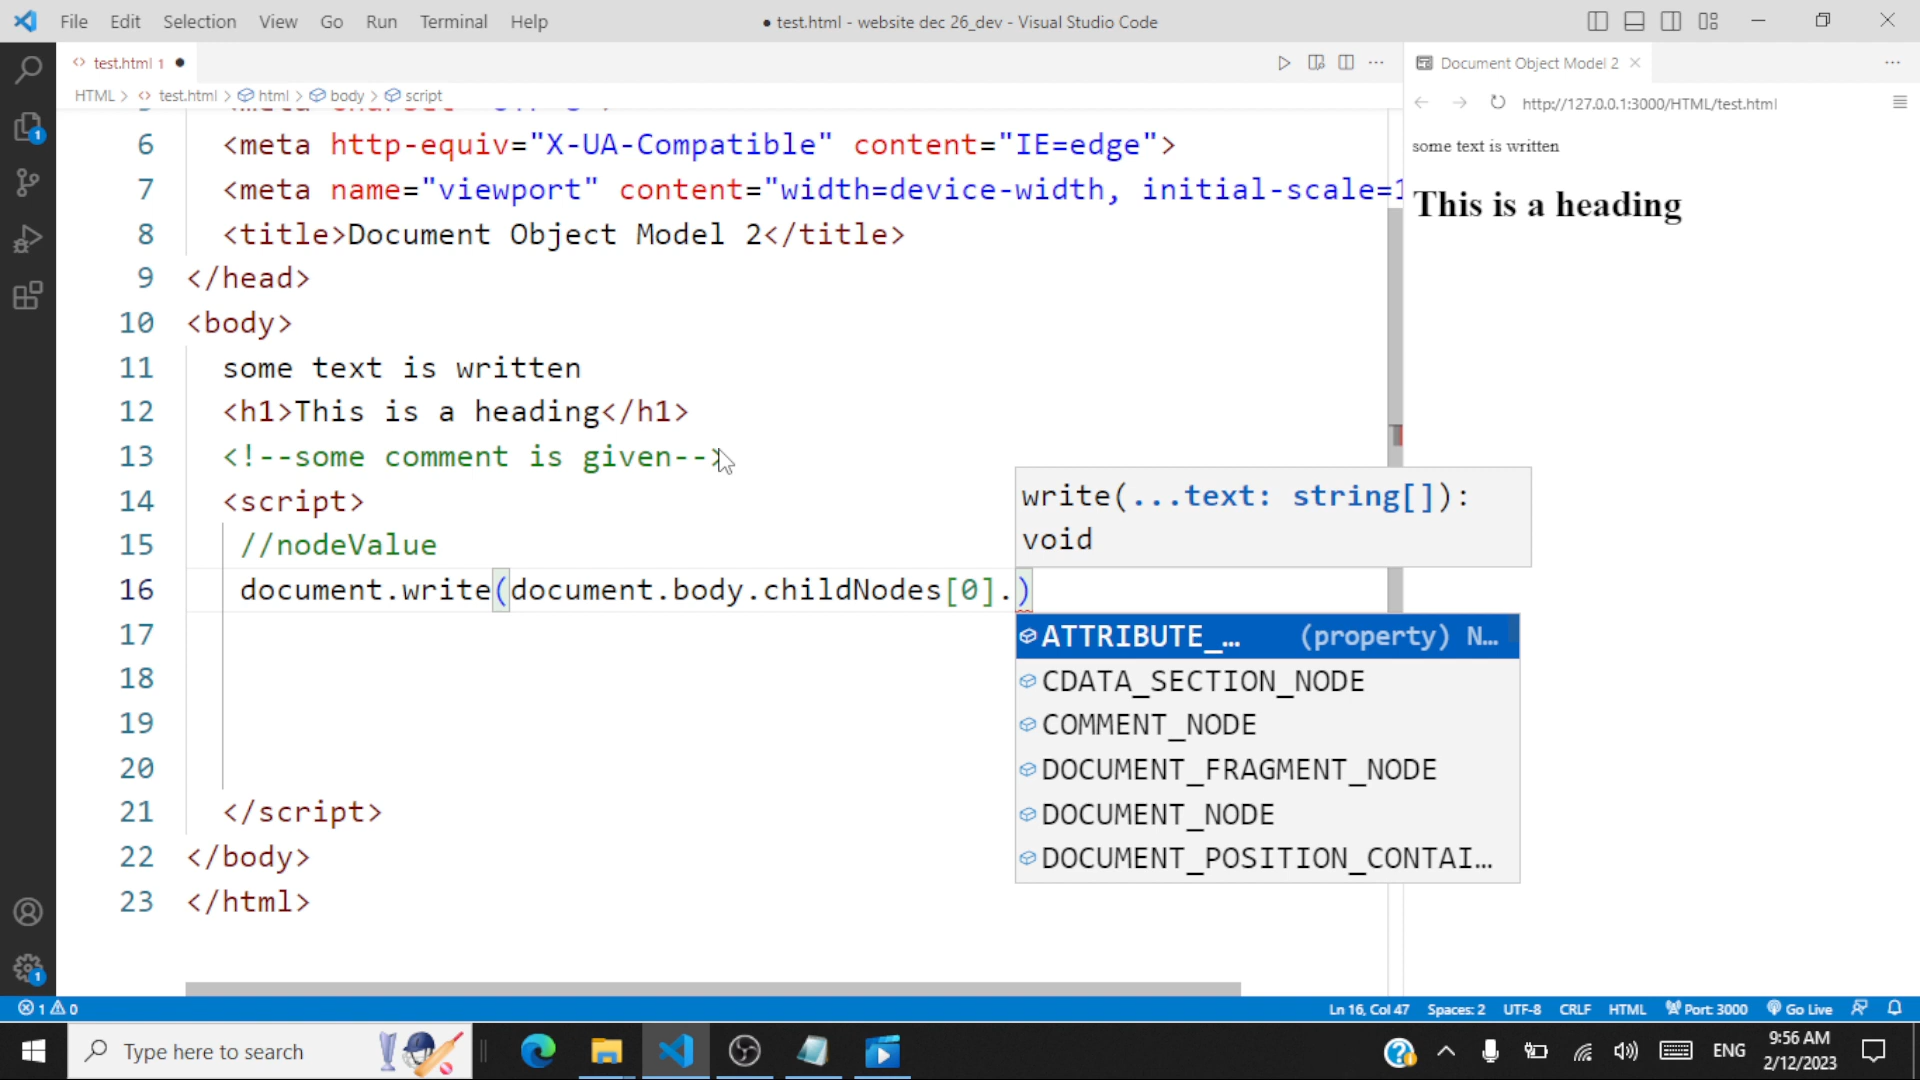 File Edit Selection View Go Run Terminal Help
● test.html - website dec 26_dev - Visual Studio Code
test.html 1 ●
Document Object Model 2
HTML > test.html > html > body > script
http://127.0.0.1:3000/HTML/test.html
6 <meta http-equiv="X-UA-Compatible" content="IE=edge">
7 <meta name="viewport" content="width=device-width, initial-scale=1
8 <title>Document Object Model 2</title>
9 </head>
10 <body>
11 some text is written
12 <h1>This is a heading</h1>
13 <!--some comment is given-->
14 <script>
15 //nodeValue
16 document.write(document.body.childNodes[0].)
17
18
19
20
21 </script>
22 </body>
23 </html>
write(...text: string[]):
void
ATTRIBUTE_… (property) N…
CDATA_SECTION_NODE
COMMENT_NODE
DOCUMENT_FRAGMENT_NODE
DOCUMENT_NODE
DOCUMENT_POSITION_CONTAI…
some text is written
This is a heading
1
1
1 0
Ln 16, Col 47 Spaces: 2 UTF-8 CRLF HTML Port: 3000 Go Live
Type here to search
ENG
9:56 AM
2/12/2023